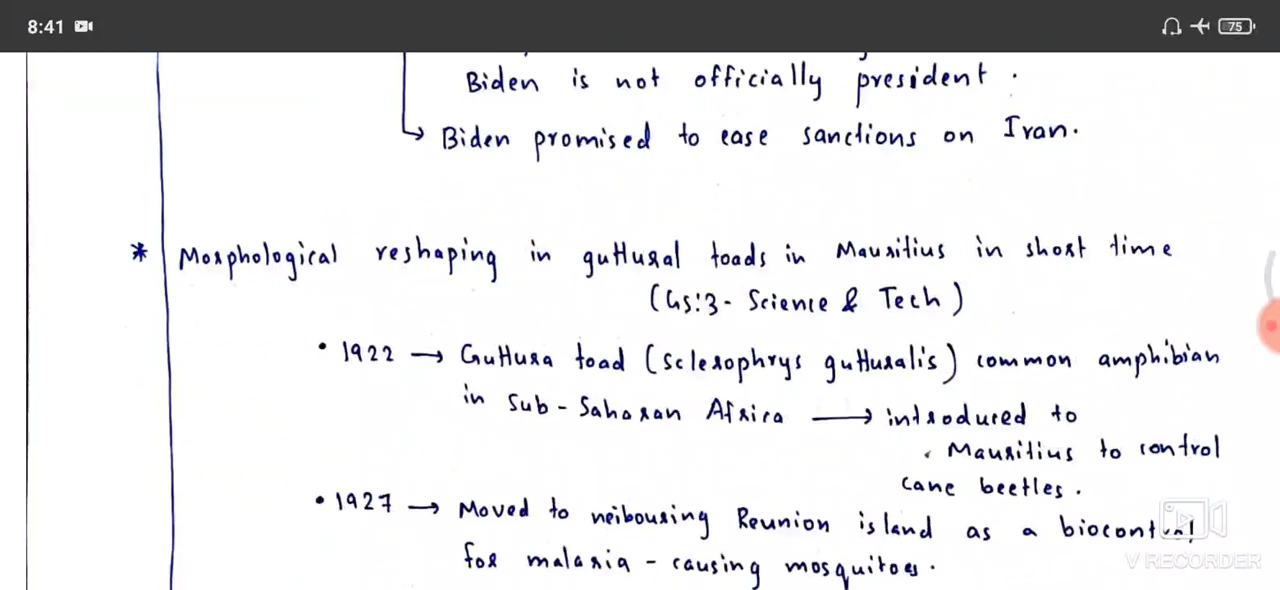 8:41
75
Biden is not officially president.
Biden promised to ease sanctions on Iran.
* Morphological reshaping in guttural toads in Mauritius in short time
(GS:3- Science & Tech)
• 1922 → Guttura toad (Sclerophrys gutturalis) common amphibian
in Sub-Saharan Africa → introduced to
Mauritius to control
cane beetles.
• 1927 → Moved to neibouring Reunion island as a biocontrol
for malaria - causing mosquitoes.
V RECORDER